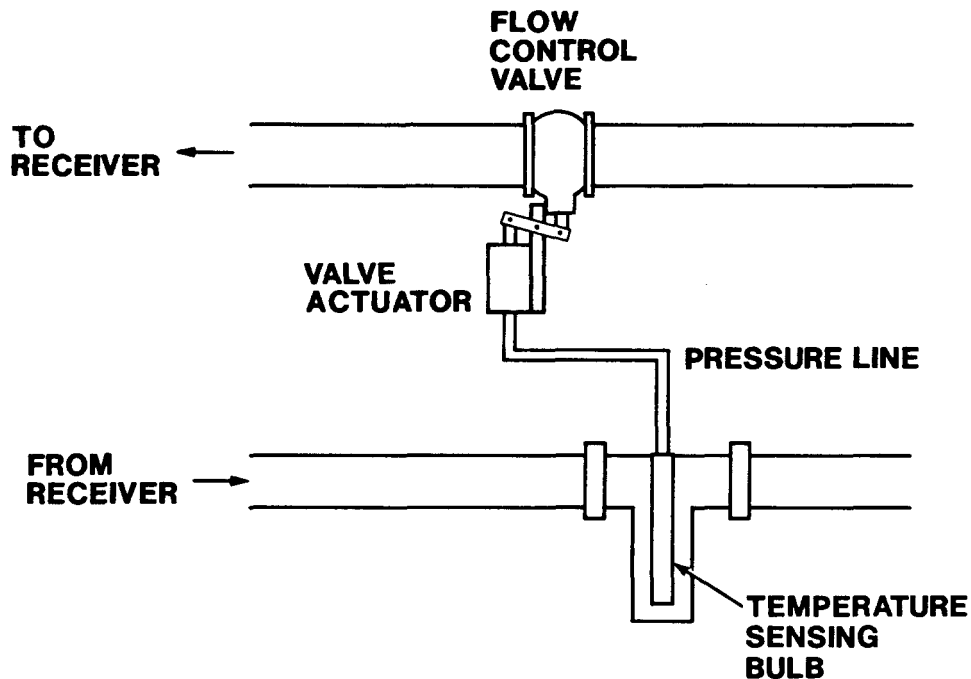 FLOW
CONTROL
VALVE
TO
RECEIVER
VALVE
ACTUATOR
PRESSURE LINE
FROM
RECEIVER
TEMPERATURE
SENSING
BULB